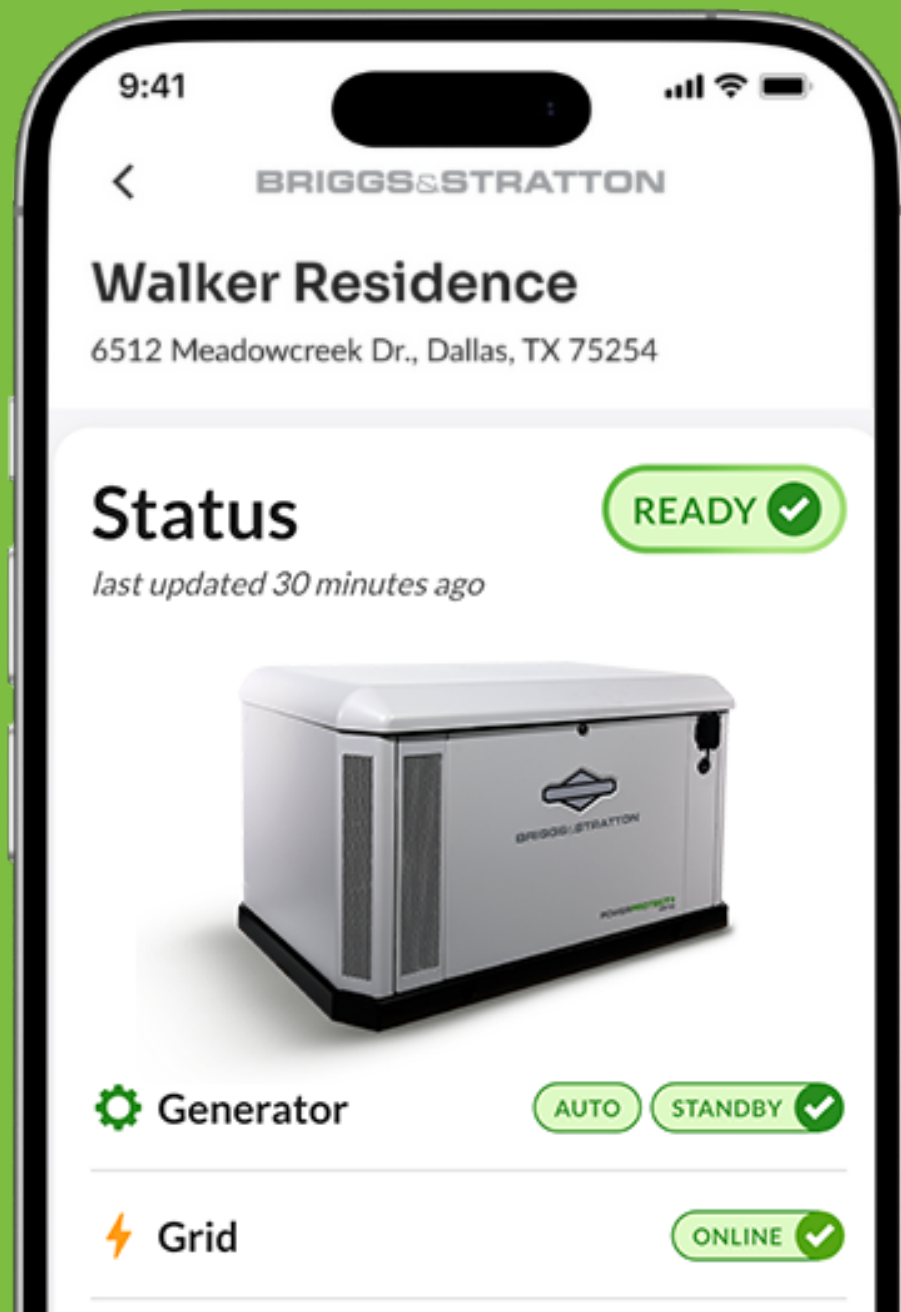 9:41
BRIGGS&STRATTON
Walker Residence
6512 Meadowcreek Dr., Dallas, TX 75254
Status
READY
last updated 30 minutes ago
BRIGGS&STRATTON
POWERPROTECT
Generator
AUTO
STANDBY
Grid
ONLINE